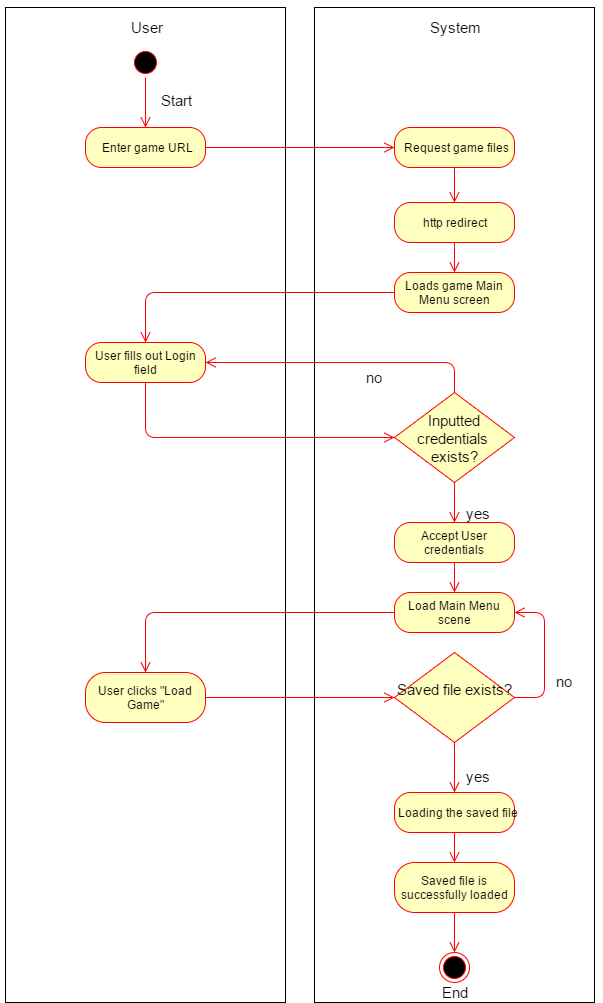 User
System
Start
Enter game URL
Request game files
http redirect
Loads game Main
Menu screen
User fills out Login
field
no
Inputted
credentials
exists?
yes
Accept User
credentials
Load Main Menu
scene
User clicks "Load
Game"
Saved file exists?
no
yes
Loading the saved file
Saved file is
successfully loaded
End